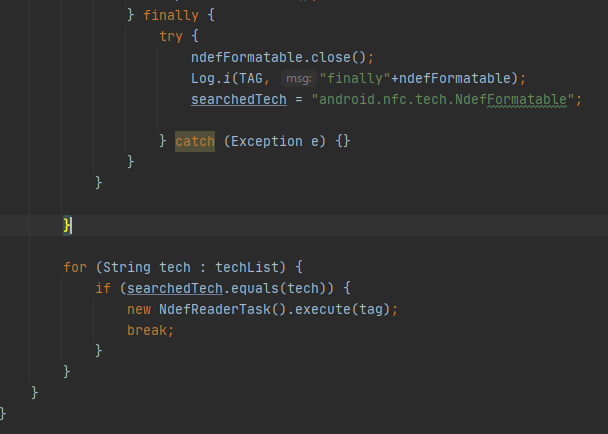 } finally {
try {
ndefFormatable.close();
Log.i(TAG, msg: "finally"+ndefFormatable);
searchedTech = "android.nfc.tech.NdefFormatable";
} catch (Exception e) {}
}
}
}
for (String tech : techList) {
if (searchedTech.equals(tech)) {
new NdefReaderTask().execute(tag);
break;
}
}
}
}